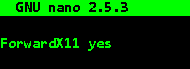 GNU nano 2.5.3
ForwardX11 yes